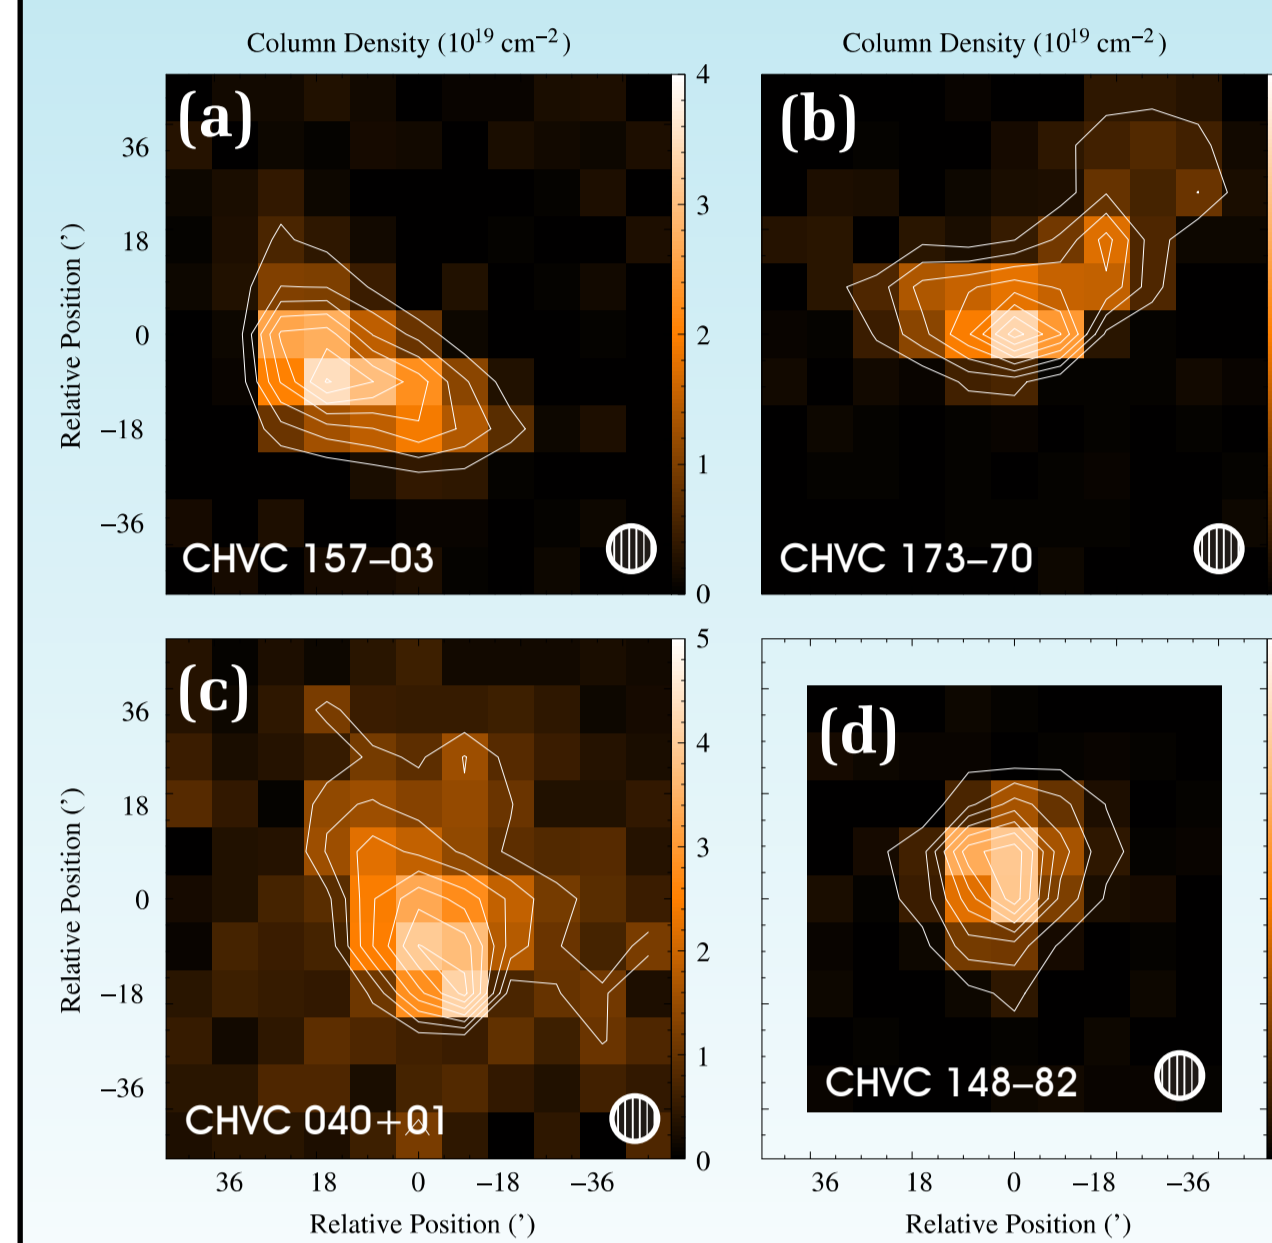 Column Density (10¹⁹ cm⁻²)
Column Density (10¹⁹ cm⁻²)
(a)
(b)
4
3
2
1
0
36
18
0
−18
−36
Relative Position (’)
CHVC 157–03
CHVC 173–70
(c)
(d)
5
4
3
2
1
0
36
18
0
−18
−36
Relative Position (’)
CHVC 040+01
CHVC 148–82
36 18 0 −18 −36
36 18 0 −18 −36
Relative Position (’)
Relative Position (’)